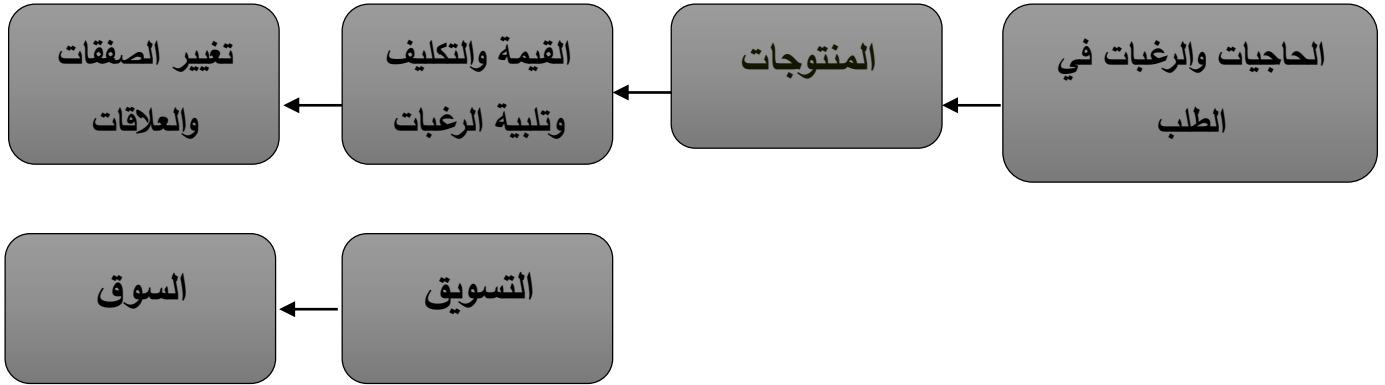 الحاجيات والرغبات في
الطلب
المنتوجات
القيمة والتكليف
وتلبية الرغبات
تغيير الصفقات
والعلاقات
التسويق
السوق